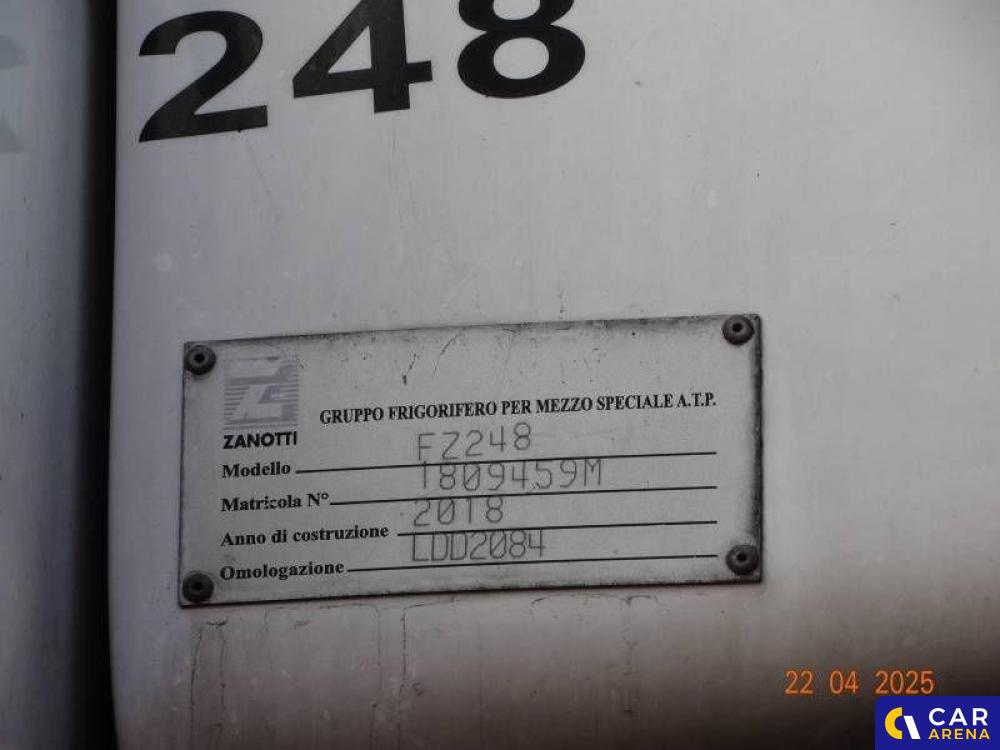 248
ZANOTTI
GRUPPO FRIGORIFERO PER MEZZO SPECIALE A.T.P.
Modello FZ248
Matricola N° 1809459M
Anno di costruzione 2018
Omologazione LDD2084
22 04 2025
CAR
ARENA